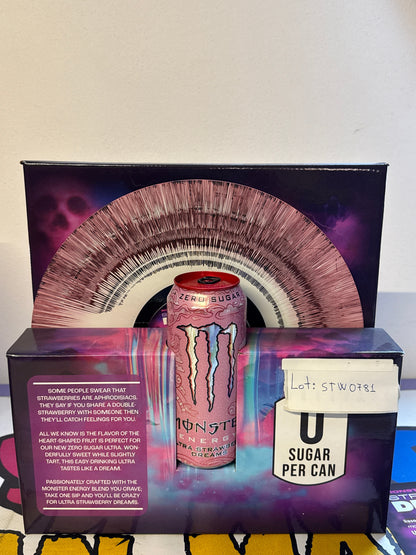 ZERO SUGAR
MONSTER
ENERGY
ULTRA STRAWBERRY
DREAMS
SOME PEOPLE SWEAR THAT
STRAWBERRIES ARE APHRODISIACS.
THEY SAY IF YOU SHARE A DOUBLE-
STRAWBERRY WITH SOMEONE THEN
THEY'LL CATCH FEELINGS FOR YOU.
ALL WE KNOW IS THE FLAVOR OF THE
HEART-SHAPED FRUIT IS PERFECT FOR
OUR NEW ZERO SUGAR ULTRA. WON-
DERFULLY SWEET WHILE SLIGHTLY
TART, THIS EASY-DRINKING ULTRA
TASTES LIKE A DREAM.
PASSIONATELY CRAFTED WITH THE
MONSTER ENERGY BLEND YOU CRAVE;
TAKE ONE SIP AND YOU'LL BE CRAZY
FOR ULTRA STRAWBERRY DREAMS.
Lot: STW0781
0
SUGAR
PER CAN